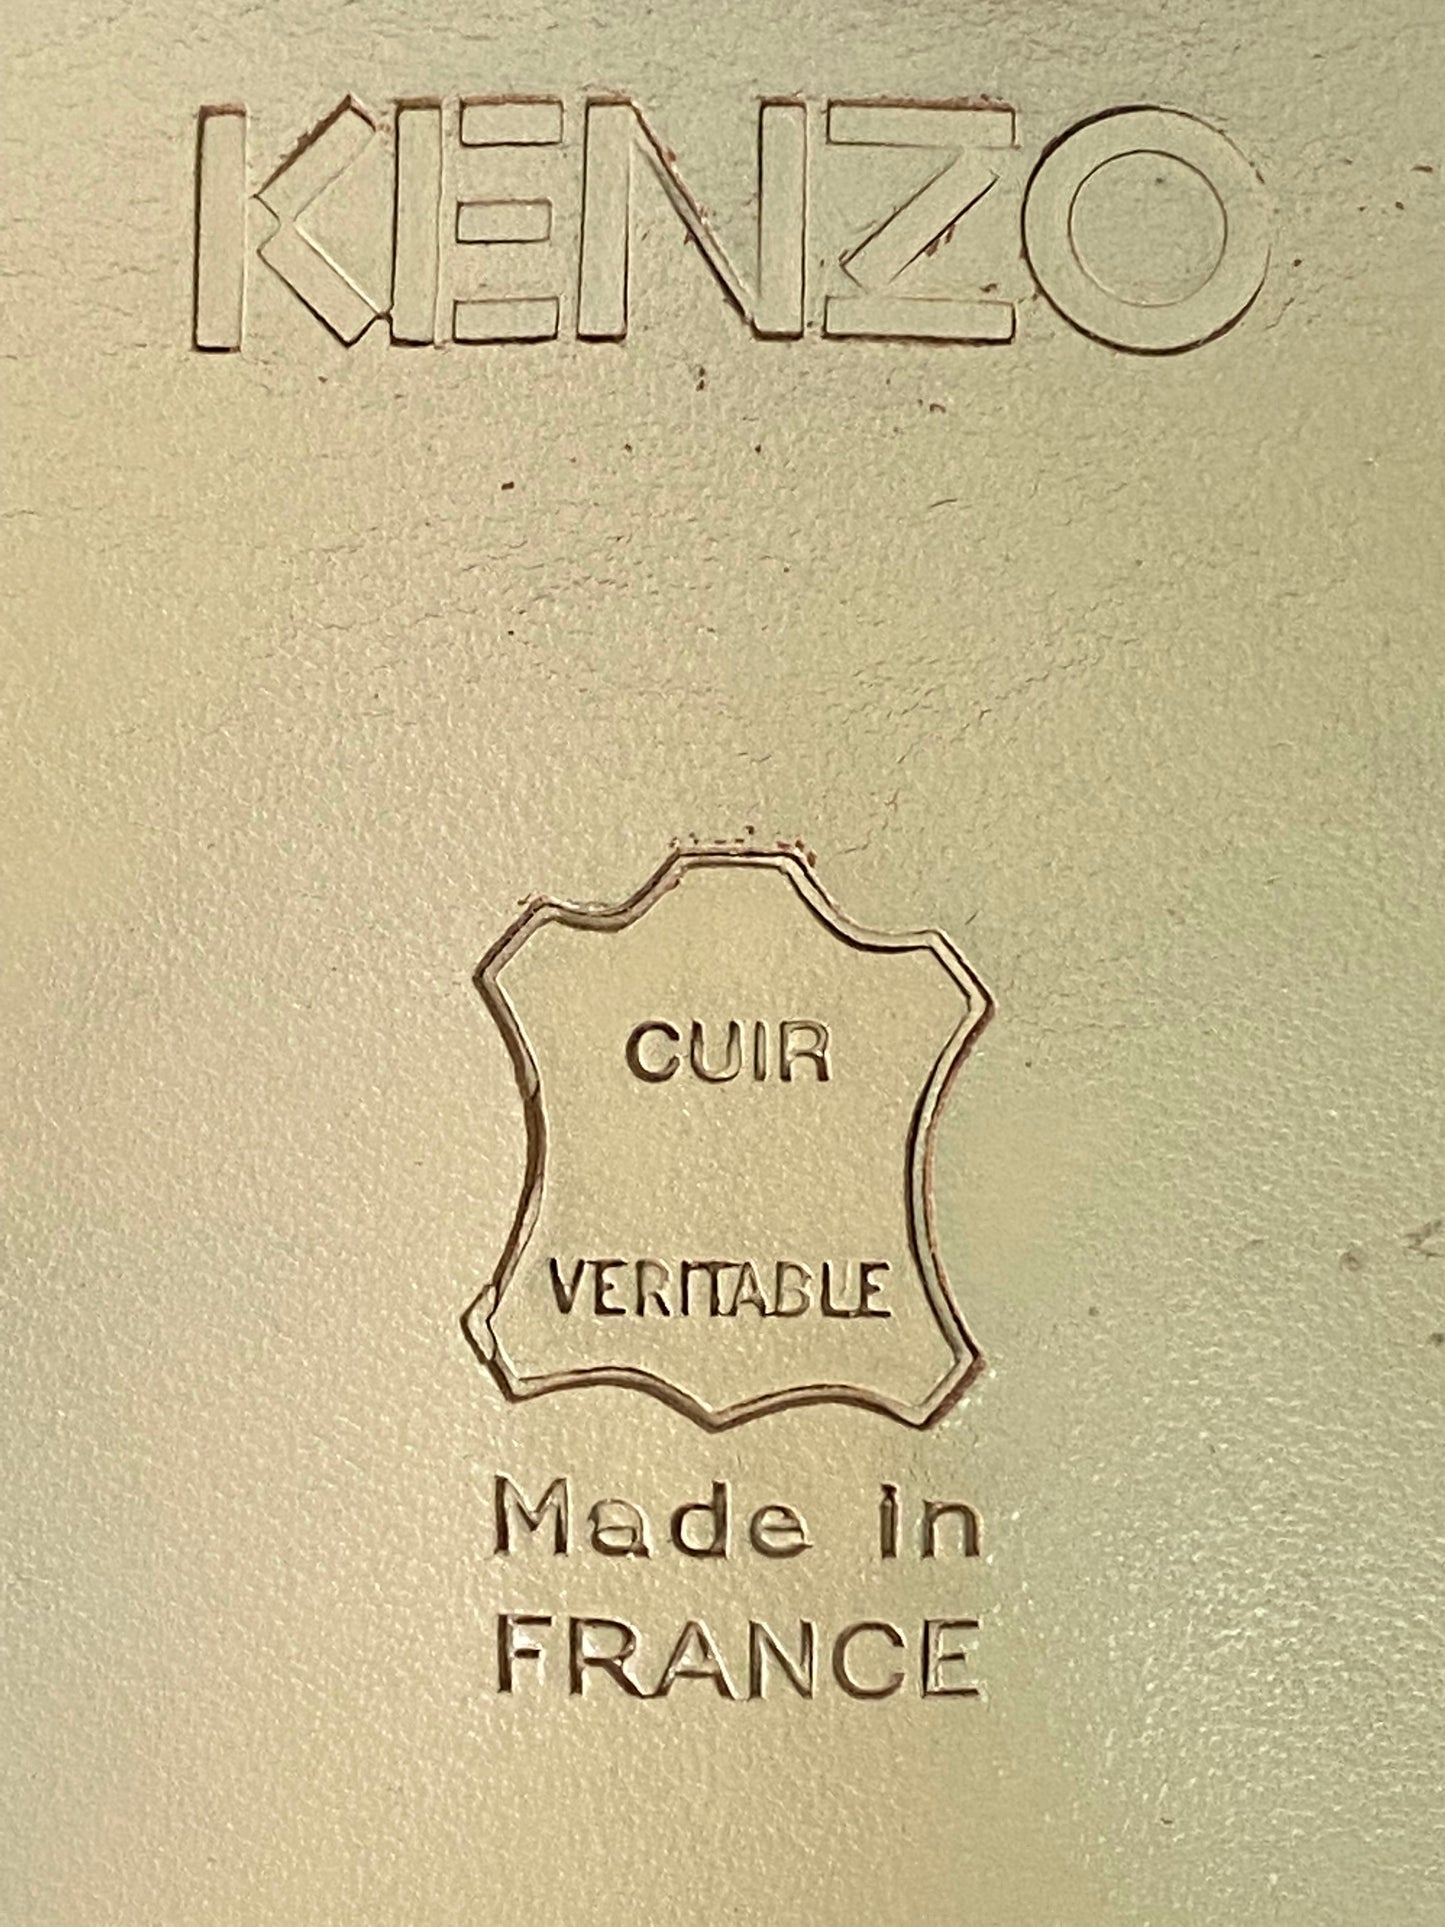 KENZO
CUIR
VERITABLE
Made in
FRANCE